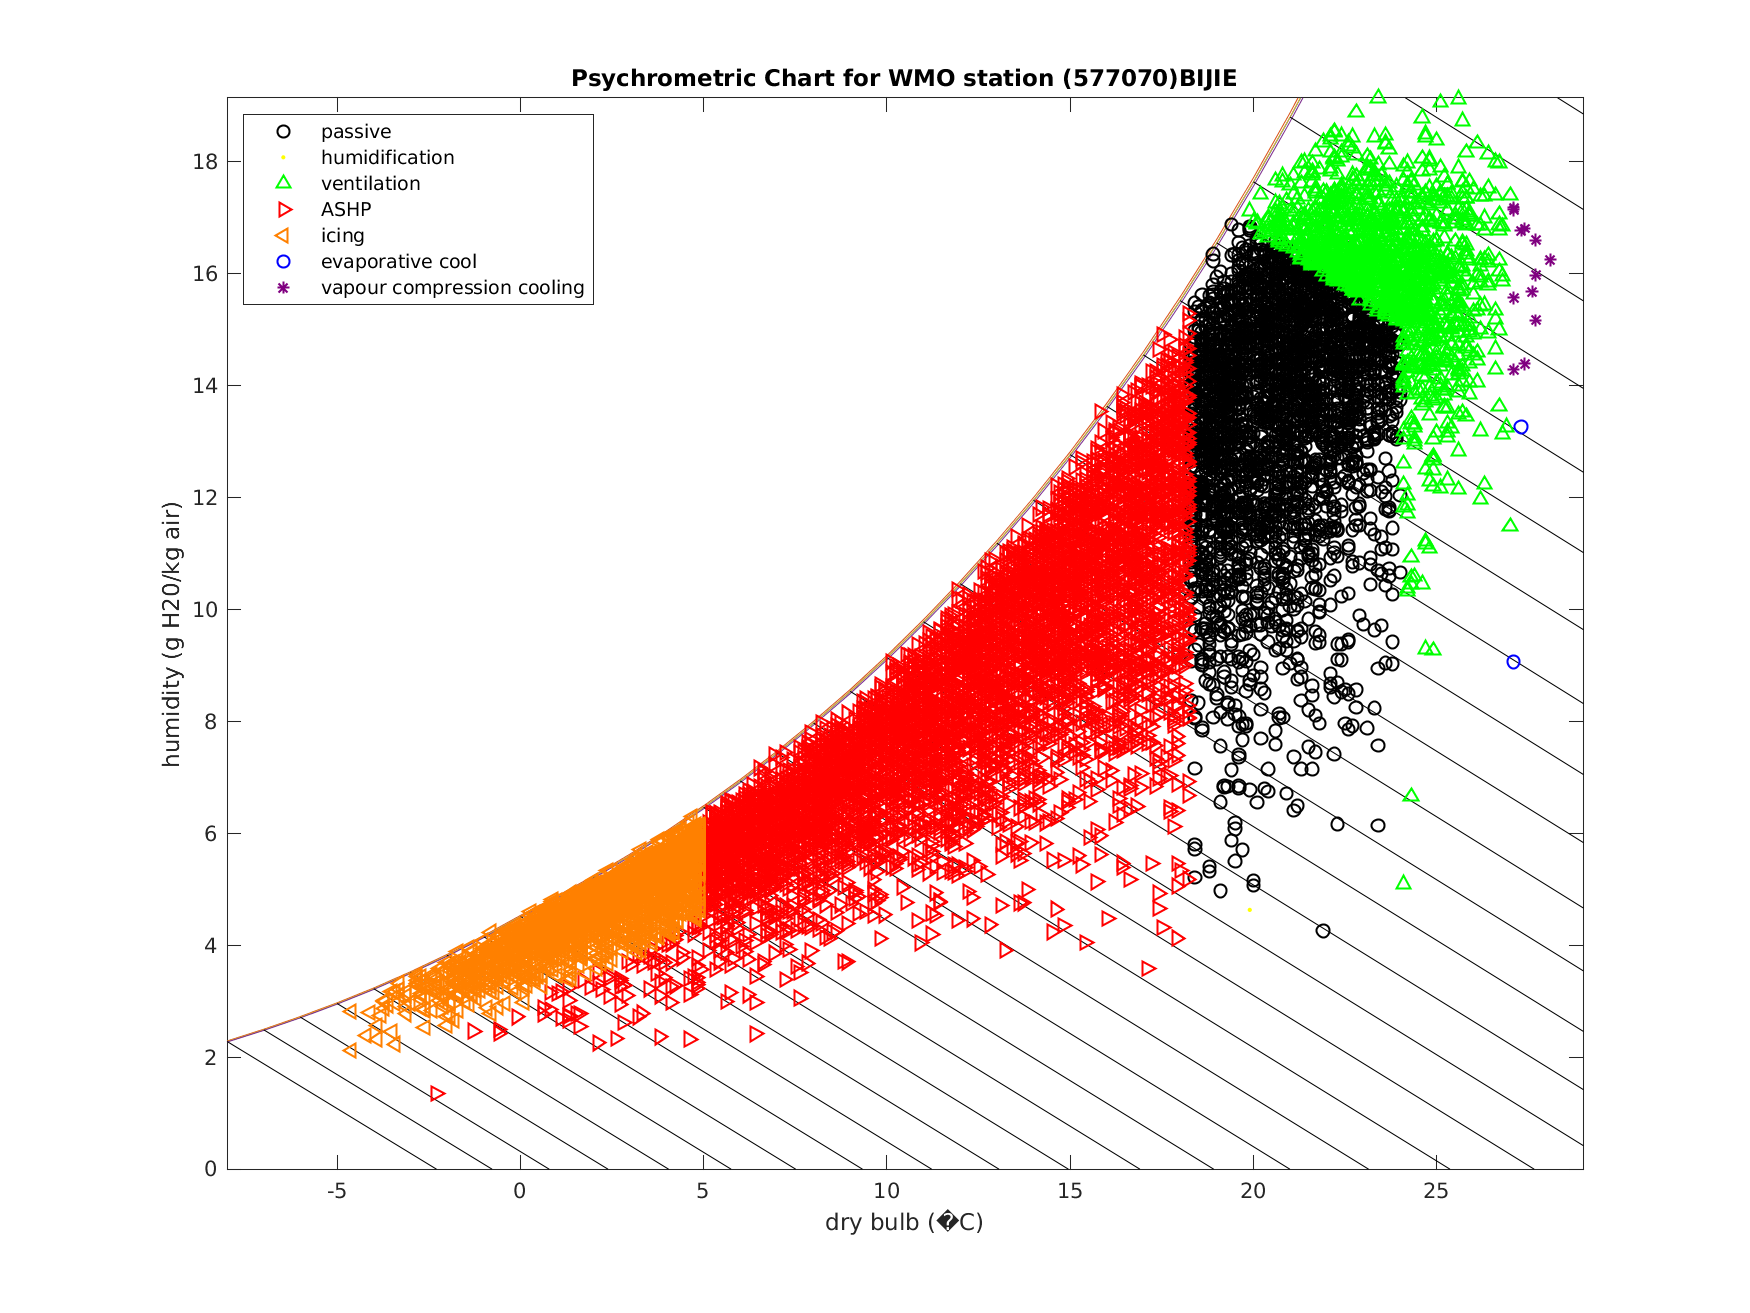 Psychrometric Chart for WMO station (577070)BIJIE
passive
humidification
ventilation
ASHP
icing
evaporative cool
vapour compression cooling
18
16
14
12
10
8
6
4
2
0
humidity (g H20/kg air)
-5 0 5 10 15 20 25
dry bulb (�C)